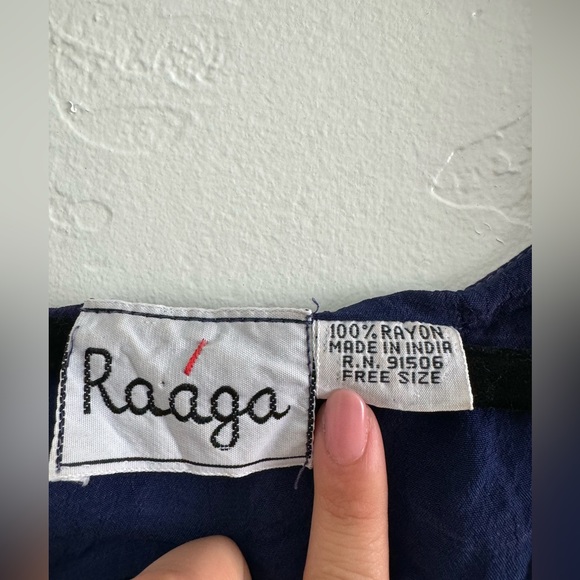 Raága
100% RAYON
MADE IN INDIA
R.N. 91506
FREE SIZE